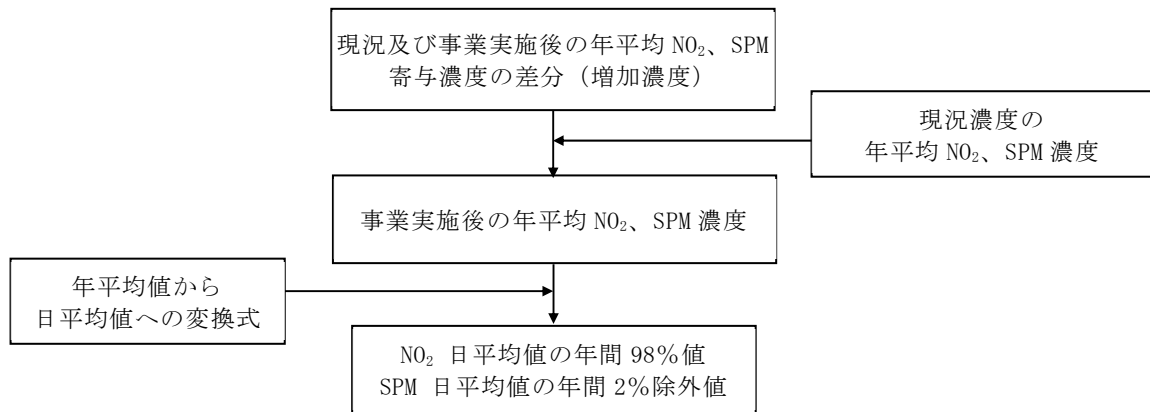 現況及び事業実施後の年平均 NO₂、SPM
寄与濃度の差分（増加濃度）
現況濃度の
年平均 NO₂、SPM 濃度
事業実施後の年平均 NO₂、SPM 濃度
年平均値から
日平均値への変換式
NO₂ 日平均値の年間 98％値
SPM 日平均値の年間 2％除外値